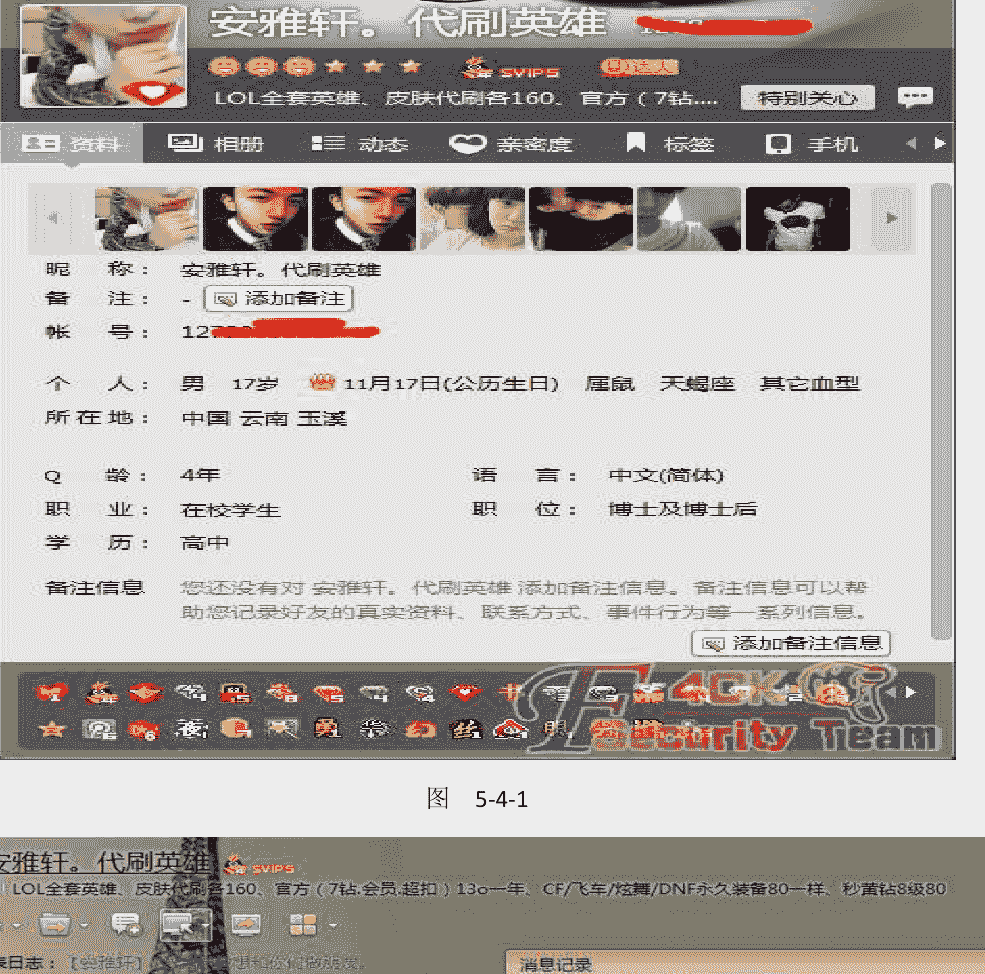 安雅轩。代刷英雄
SVIP5
LOL全套英雄、皮肤代刷各160、官方（7钻.... 特别关心
资料 相册 动态 亲密度 标签 手机
昵 称： 安雅轩。代刷英雄
备 注： - 添加备注
帐 号： 12
个 人： 男 17岁 11月17日(公历生日) 属鼠 天蝎座 其它血型
所在地： 中国 云南 玉溪
Q 龄： 4年 语 言： 中文(简体)
职 业： 在校学生 职 位： 博士及博士后
学 历： 高中
备注信息 您还没有对 安雅轩。代刷英雄 添加备注信息。备注信息可以帮
助您记录好友的真实资料、联系方式、事件行为等一系列信息。
添加备注信息
Security Team
图 5-4-1
安雅轩。代刷英雄 SVIP5
LOL全套英雄、皮肤代刷各160、官方（7钻.会员.超扣）13o一年、CF/飞车/炫舞/DNF永久装备80一样、秒黄钻8级80
表日志：【安雅轩】
消息记录